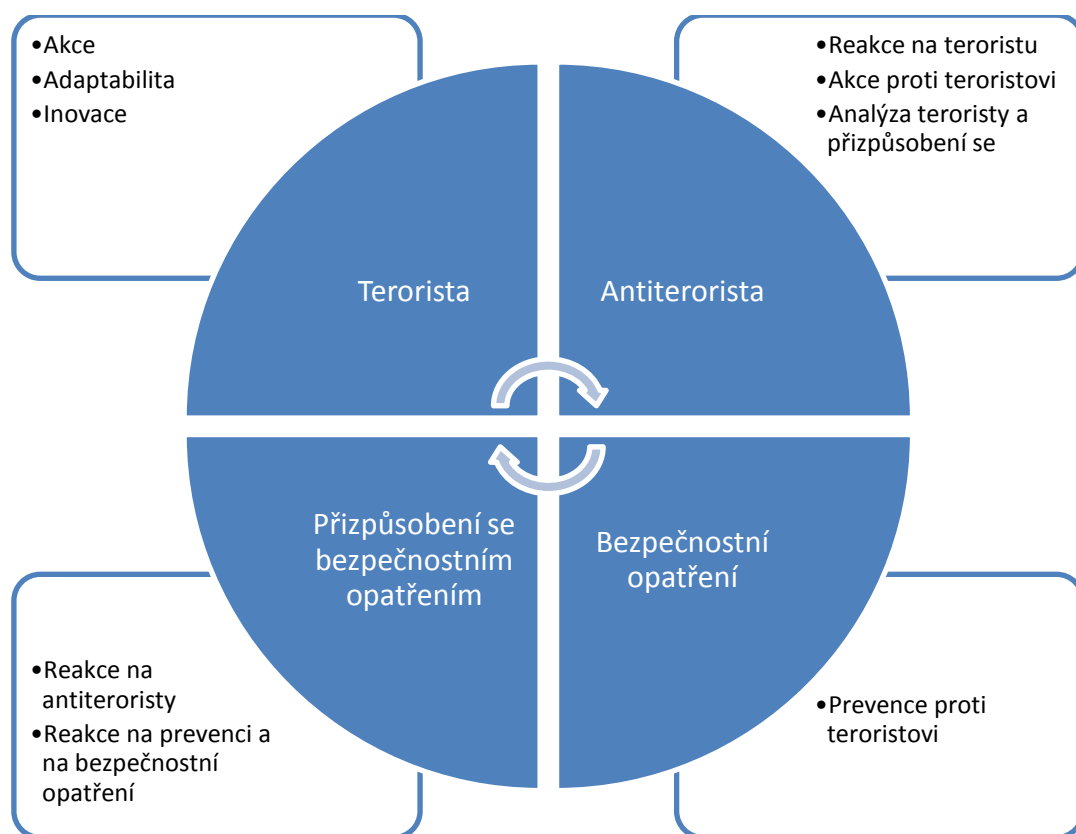 •Akce
•Adaptabilita
•Inovace
•Reakce na teroristu
•Akce proti teroristovi
•Analýza teroristy a
přizpůsobení se
Terorista
Antiterorista
Přizpůsobení se
bezpečnostním
opatřením
Bezpečnostní
opatření
•Reakce na
antiteroristy
•Reakce na prevenci a
na bezpečnostní
opatření
•Prevence proti
teroristovi